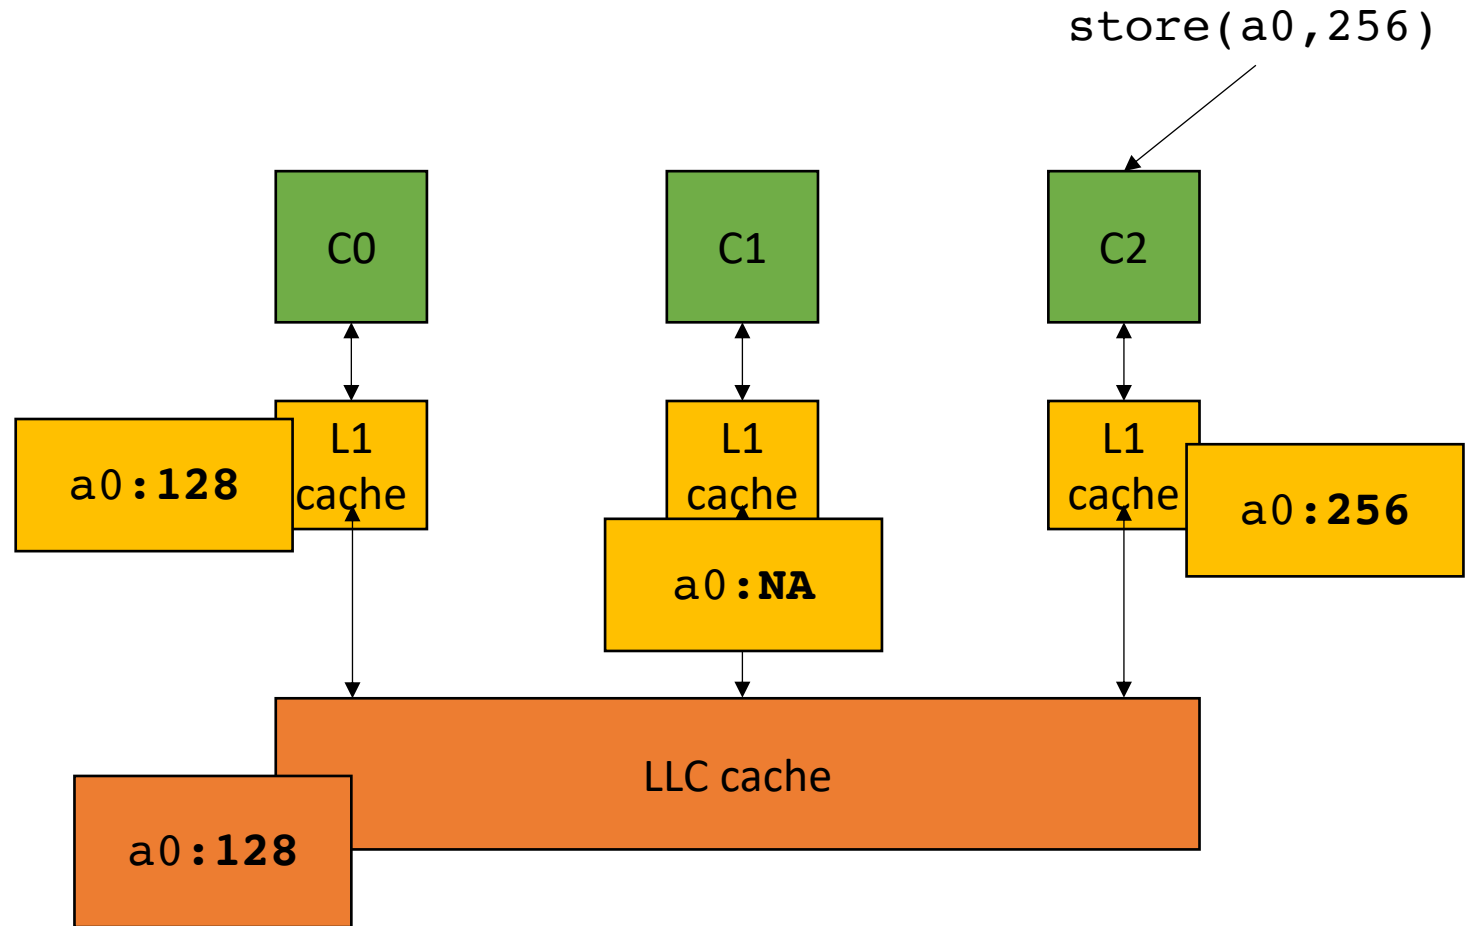 store(a0,256)
C0
C1
C2
L1
cache
L1
cache
L1
cache
a0:128
a0:NA
a0:256
LLC cache
a0:128